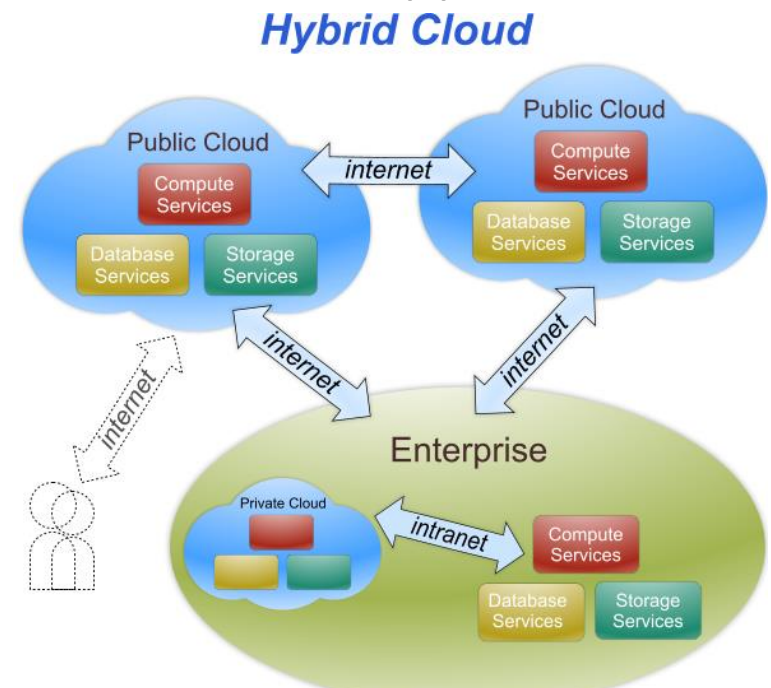 Hybrid Cloud
Public Cloud
Compute
Services
Database
Services
Storage
Services
internet
Public Cloud
Compute
Services
Database
Services
Storage
Services
internet
internet
internet
Enterprise
Private Cloud
intranet
Compute
Services
Database
Services
Storage
Services